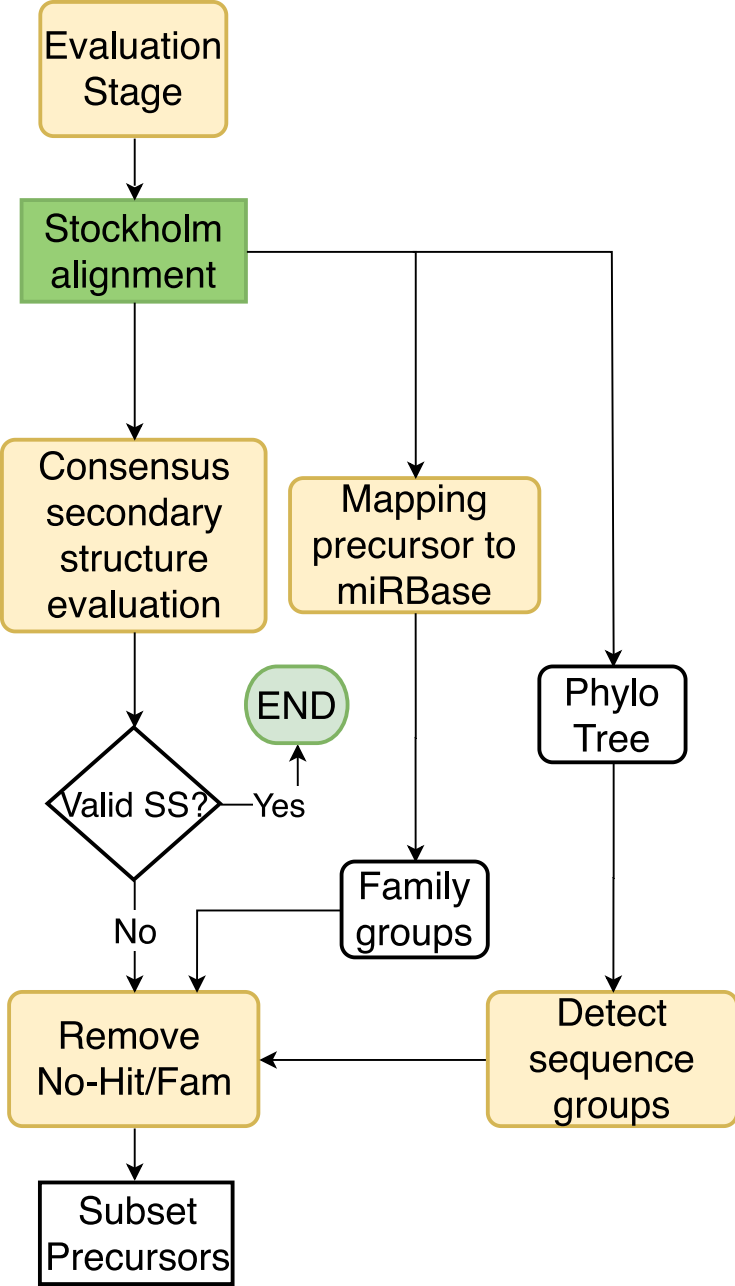 Evaluation
Stage
Stockholm
alignment
Consensus
secondary
structure
evaluation
Mapping
precursor to
miRBase
END
Phylo
Tree
Valid SS?
Yes
Family
groups
No
Remove
No-Hit/Fam
Detect
sequence
groups
Subset
Precursors